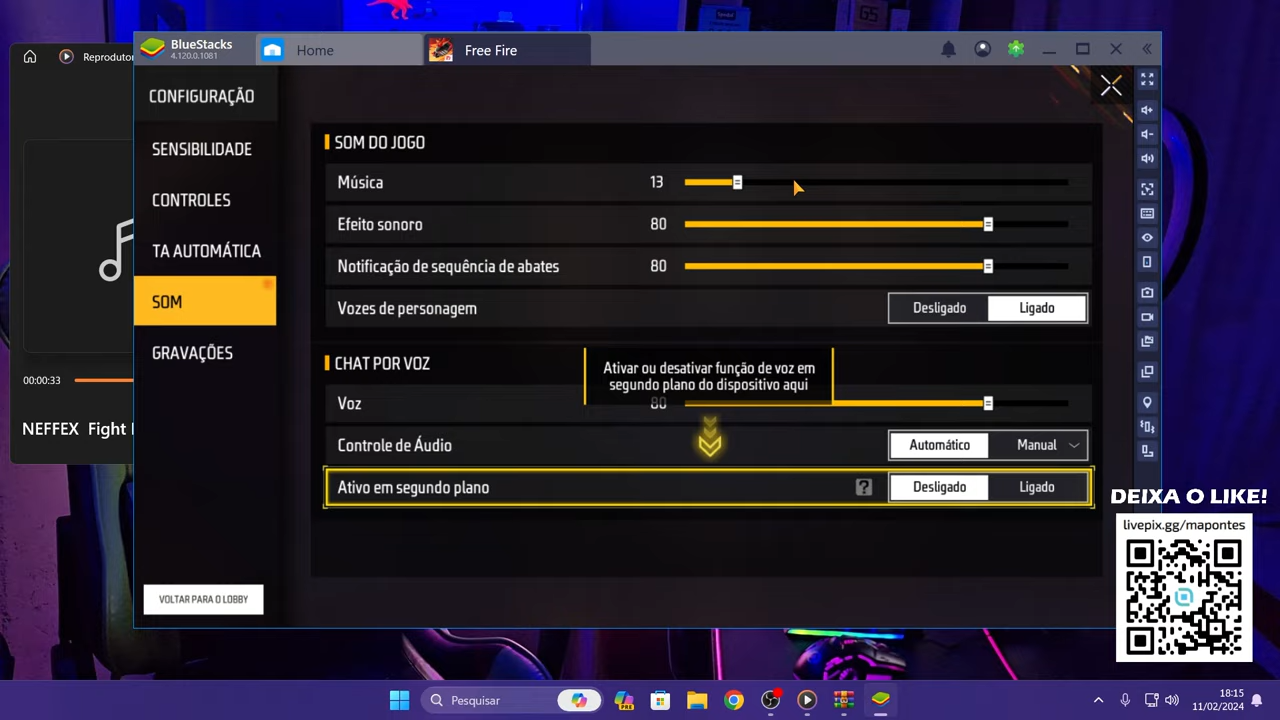 BlueStacks
4.120.0.1081
Home
Free Fire
Reprodutor
CONFIGURAÇÃO
SENSIBILIDADE
CONTROLES
TA AUTOMÁTICA
SOM
GRAVAÇÕES
VOLTAR PARA O LOBBY
SOM DO JOGO
Música 13
Efeito sonoro 80
Notificação de sequência de abates 80
Vozes de personagem Desligado Ligado
CHAT POR VOZ
Ativar ou desativar função de voz em
segundo plano do dispositivo aqui
Voz 80
Controle de Áudio Automático Manual
Ativo em segundo plano ? Desligado Ligado
00:00:33
NEFFEX Fight
DEIXA O LIKE!
livepix.gg/mapontes
Pesquisar
PRE
18:15
11/02/2024